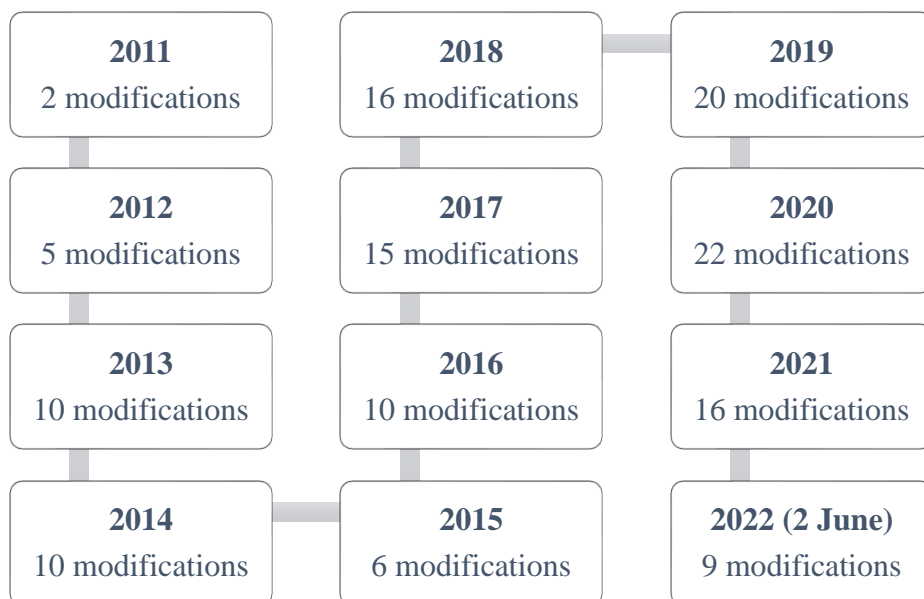 2011
2 modifications
2012
5 modifications
2013
10 modifications
2014
10 modifications
2015
6 modifications
2016
10 modifications
2017
15 modifications
2018
16 modifications
2019
20 modifications
2020
22 modifications
2021
16 modifications
2022 (2 June)
9 modifications